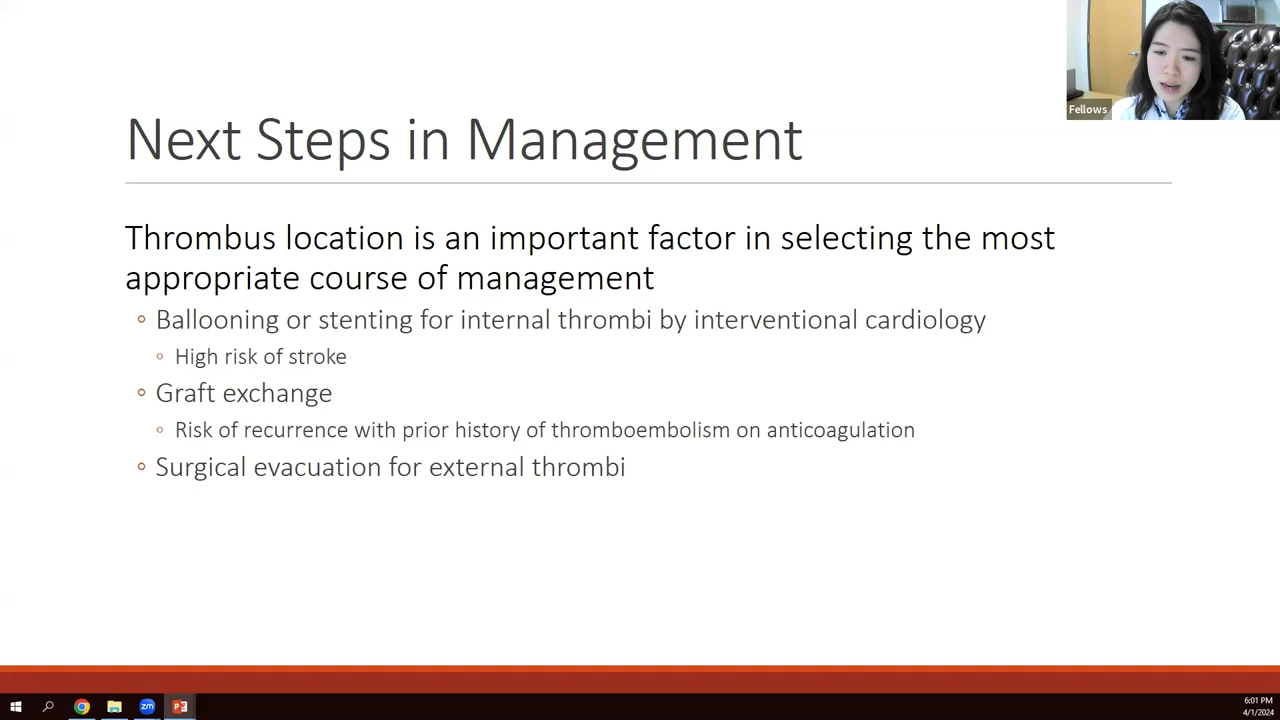 Fellows
Next Steps in Management
Thrombus location is an important factor in selecting the most
appropriate course of management
Ballooning or stenting for internal thrombi by interventional cardiology
High risk of stroke
Graft exchange
Risk of recurrence with prior history of thromboembolism on anticoagulation
Surgical evacuation for external thrombi
zm
P
6:01 PM
4/1/2024